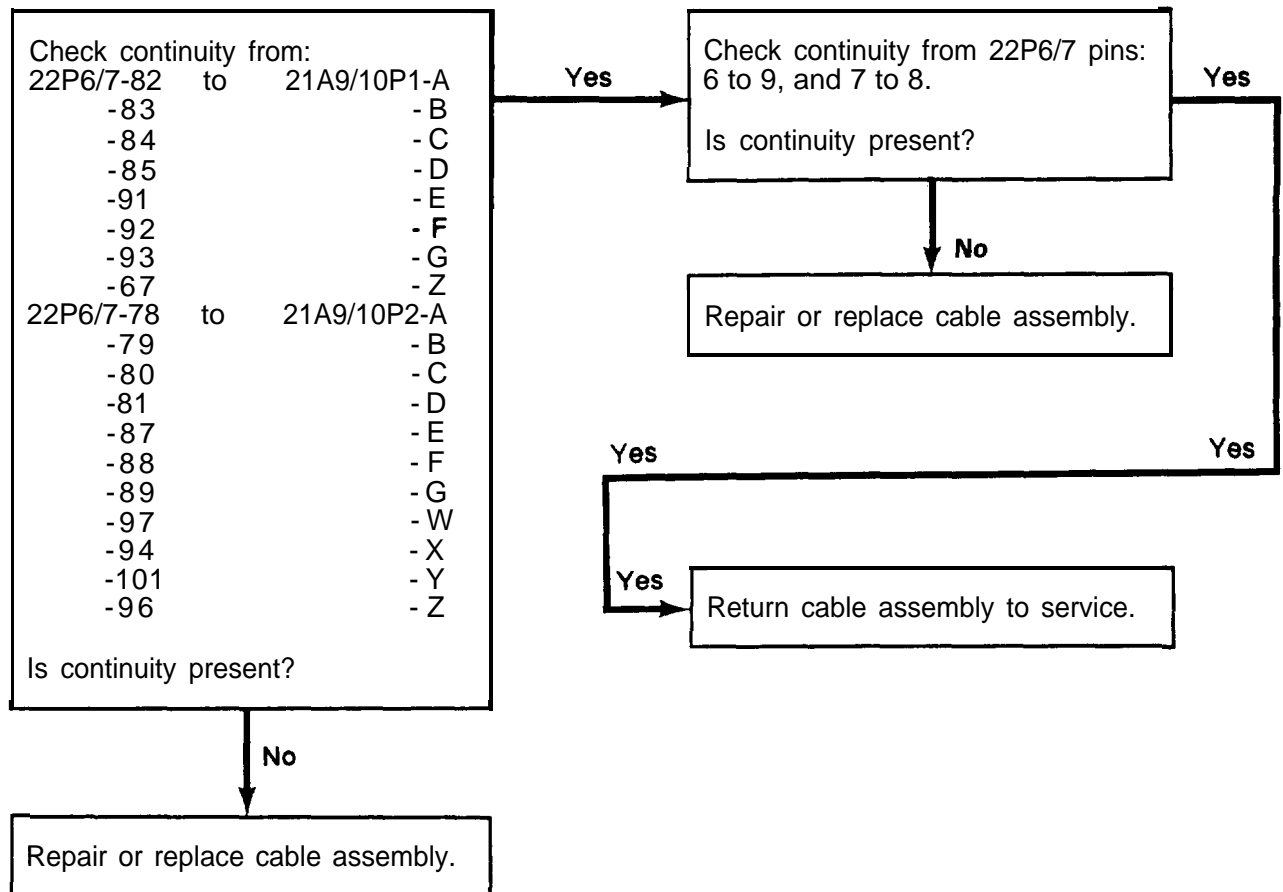 Check continuity from:
22P6/7-82 to 21A9/10P1-A
-83 -B
-84 -C
-85 -D
-91 -E
-92 -F
-93 -G
-67 -Z
22P6/7-78 to 21A9/10P2-A
-79 -B
-80 -C
-81 -D
-87 -E
-88 -F
-89 -G
-97 -W
-94 -X
-101 -Y
-96 -Z
Is continuity present?
No
Repair or replace cable assembly.
Yes
Check continuity from 22P6/7 pins:
6 to 9, and 7 to 8.
Is continuity present?
No
Repair or replace cable assembly.
Yes
Yes
Yes
Yes
Return cable assembly to service.